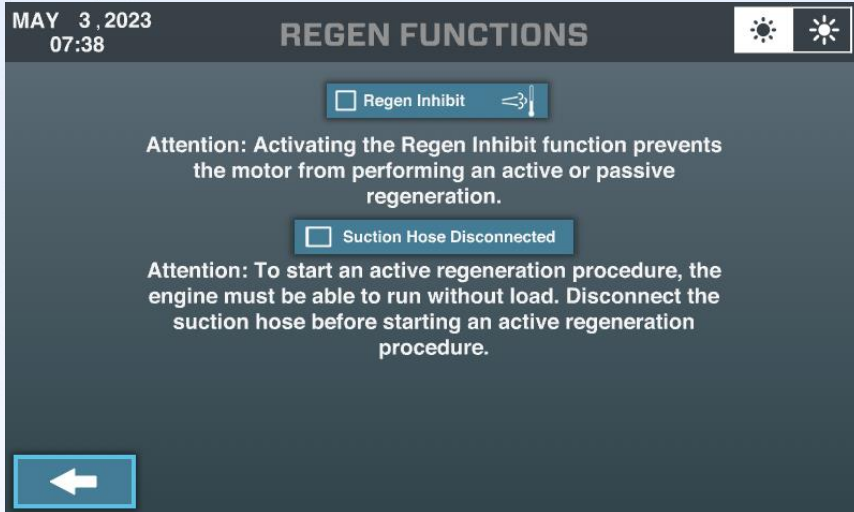 MAY 3,2023
07:38
REGEN FUNCTIONS
Regen Inhibit
Attention: Activating the Regen Inhibit function prevents
the motor from performing an active or passive
regeneration.
Suction Hose Disconnected
Attention: To start an active regeneration procedure, the
engine must be able to run without load. Disconnect the
suction hose before starting an active regeneration
procedure.